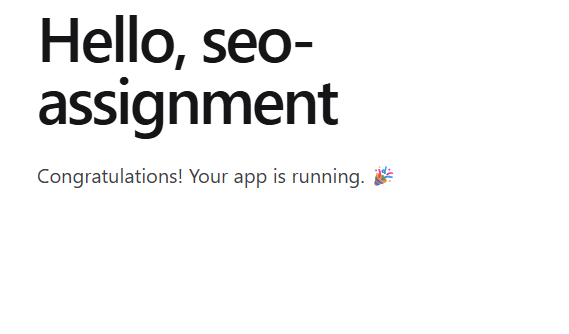 Hello, seo-
assignment
Congratulations! Your app is running. 🎉